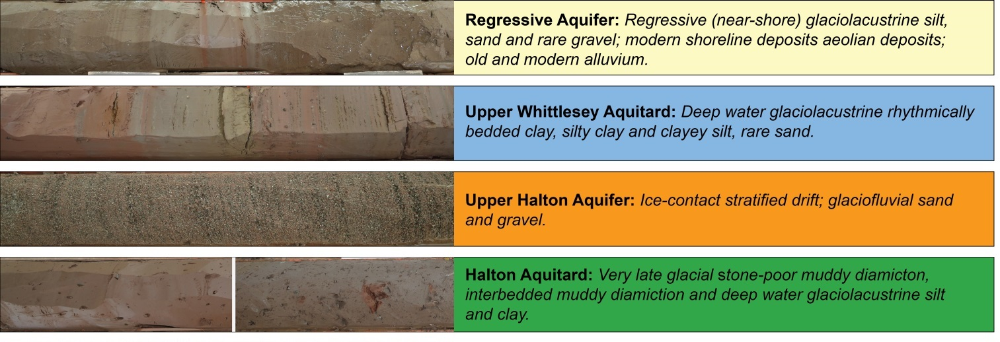 Regressive Aquifer: Regressive (near-shore) glaciolacustrine silt,
sand and rare gravel; modern shoreline deposits aeolian deposits;
old and modern alluvium.
Upper Whittlesey Aquitard: Deep water glaciolacustrine rhythmically
bedded clay, silty clay and clayey silt, rare sand.
Upper Halton Aquifer: Ice-contact stratified drift; glaciofluvial sand
and gravel.
Halton Aquitard: Very late glacial stone-poor muddy diamicton,
interbedded muddy diamiction and deep water glaciolacustrine silt
and clay.